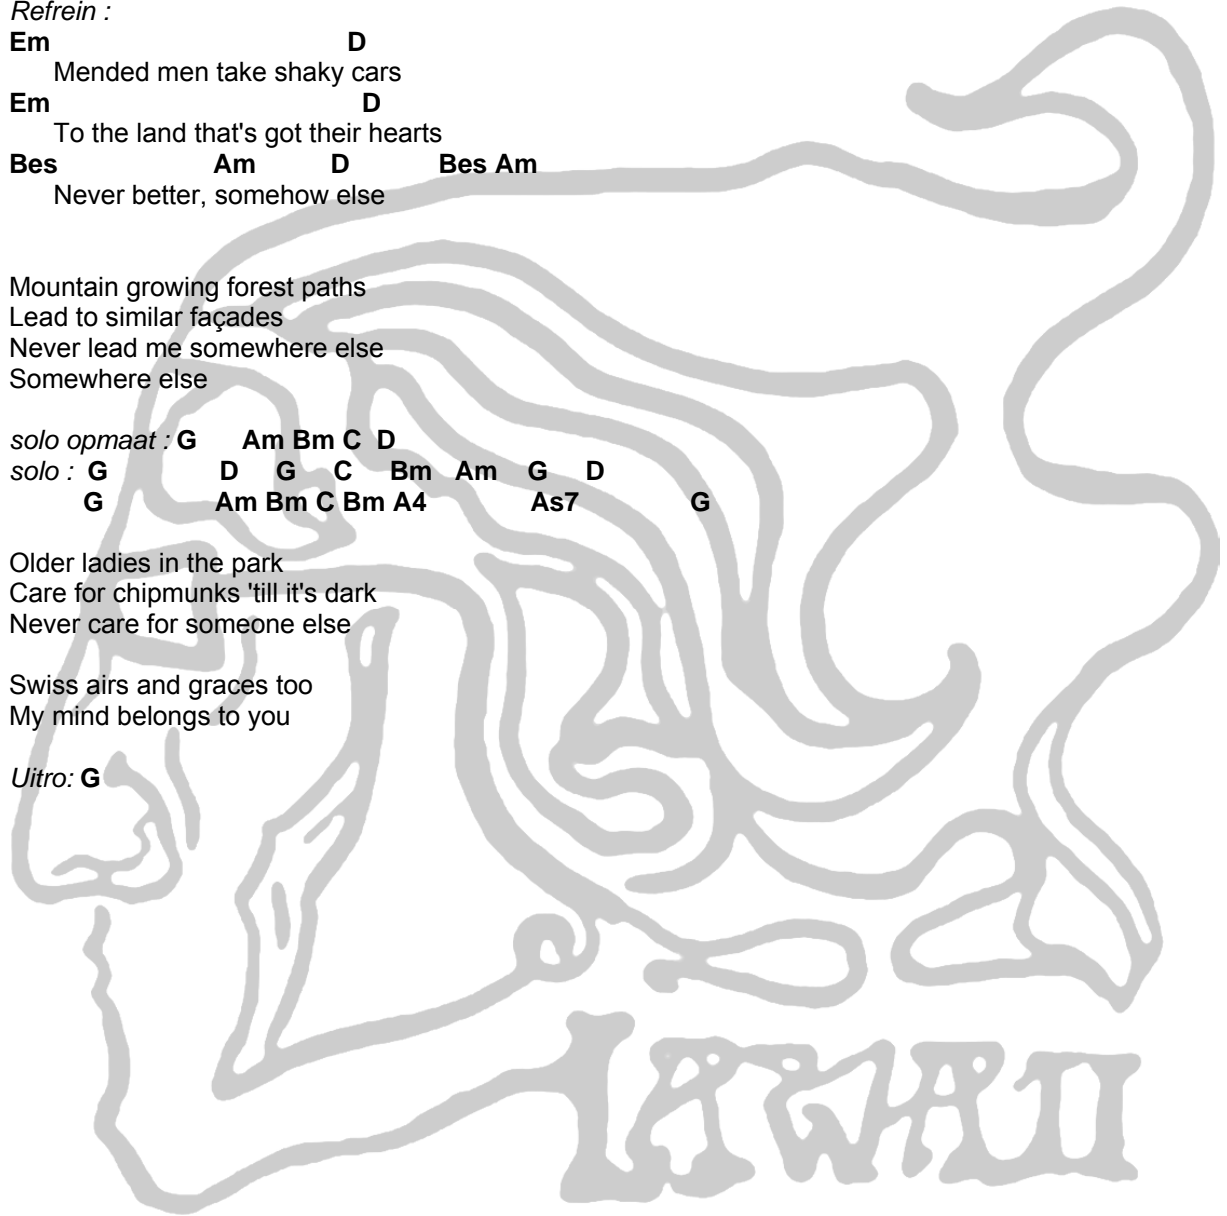 Refrein :
Em D
Mended men take shaky cars
Em D
To the land that's got their hearts
Bes Am D Bes Am
Never better, somehow else
Mountain growing forest paths
Lead to similar façades
Never lead me somewhere else
Somewhere else
solo opmaat : G Am Bm C D
solo : G D G C Bm Am G D
G Am Bm C Bm A4 As7 G
Older ladies in the park
Care for chipmunks 'till it's dark
Never care for someone else
Swiss airs and graces too
My mind belongs to you
Uitro: G
LAWAII